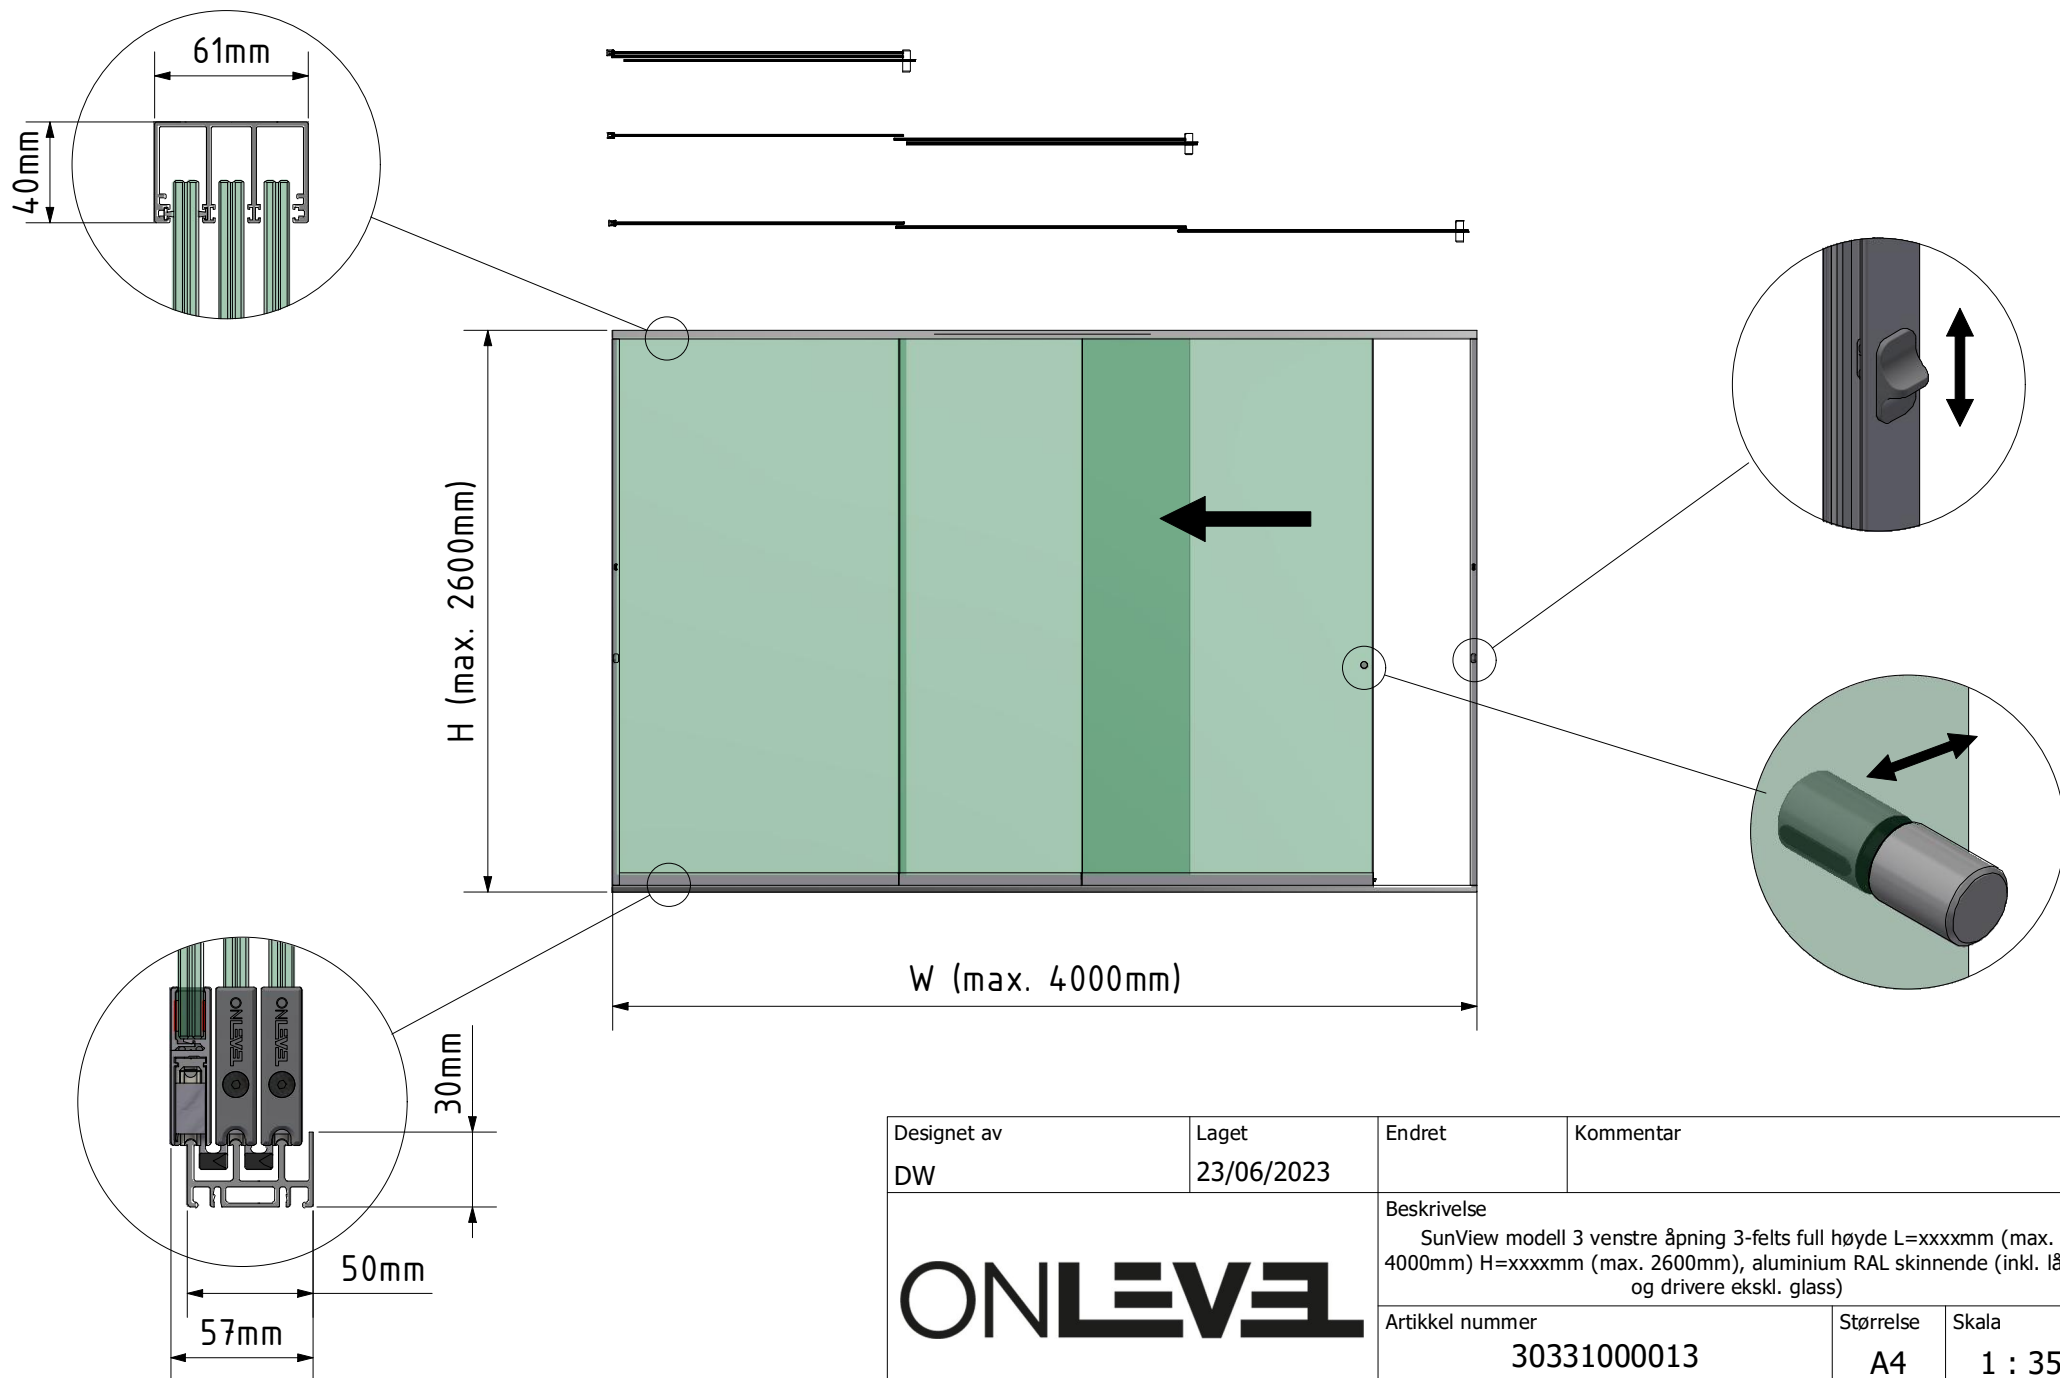 61mm
40mm
H (max. 2600mm)
W (max. 4000mm)
ONLEVEL
ONLEVEL
30mm
50mm
57mm
Designet av
DW
Laget
23/06/2023
Endret
Kommentar
ONLEVEL
Beskrivelse
SunView modell 3 venstre åpning 3-felts full høyde L=xxxxmm (max.
4000mm) H=xxxxmm (max. 2600mm), aluminium RAL skinnende (inkl. lå
og drivere ekskl. glass)
Artikkel nummer
30331000013
Størrelse
A4
Skala
1 : 35